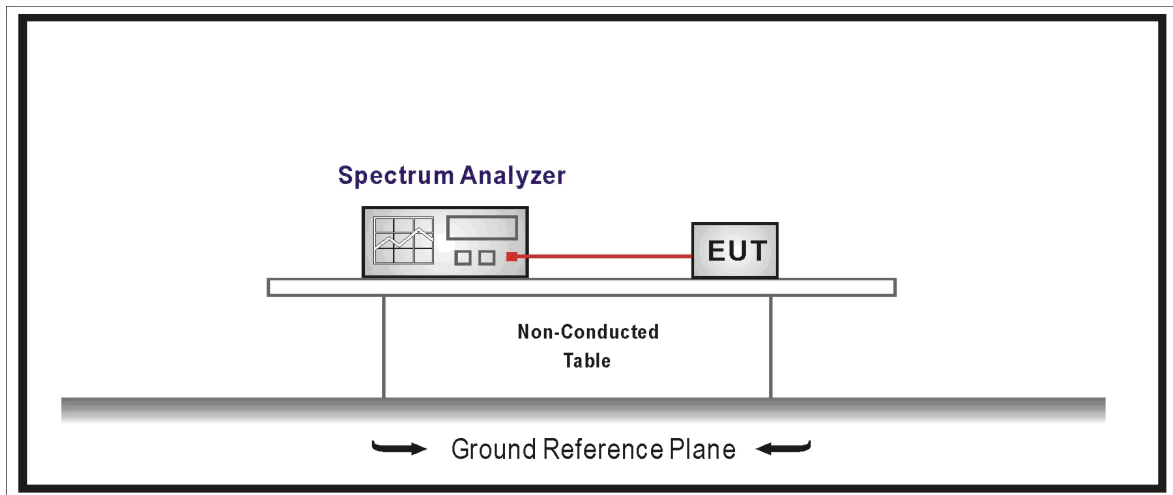 Spectrum Analyzer
EUT
Non-Conducted
Table
Ground Reference Plane